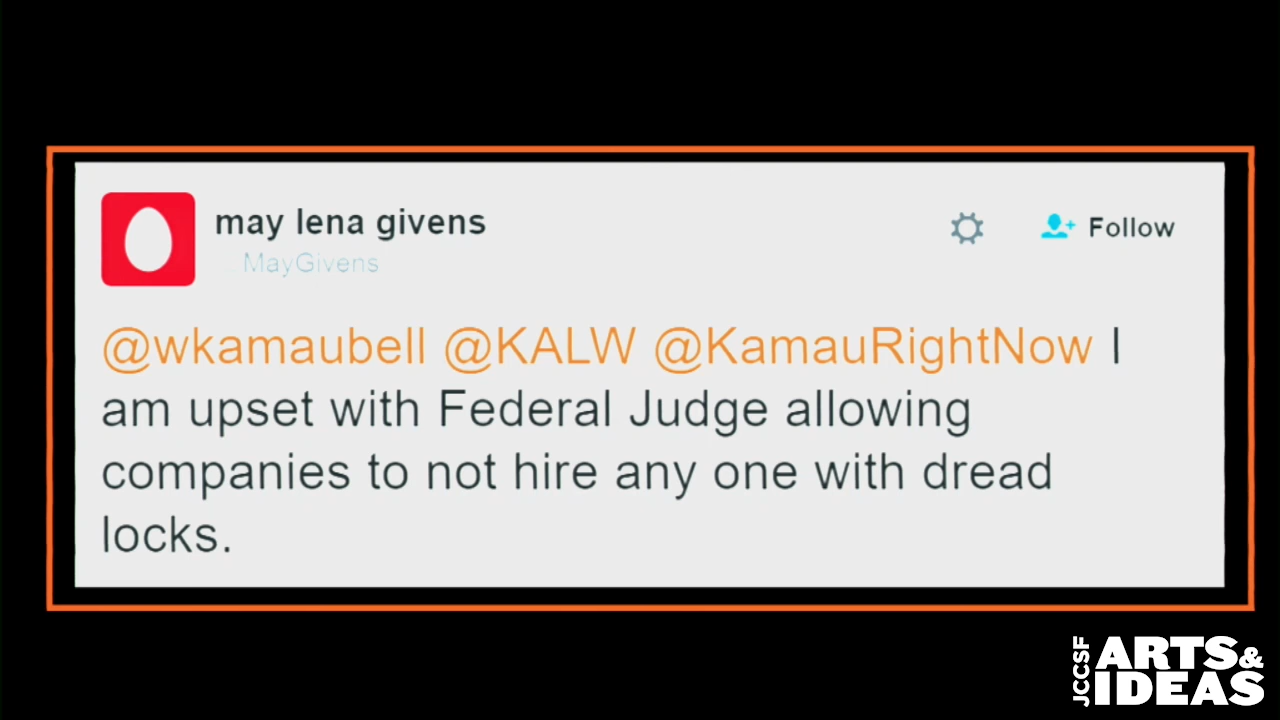 may lena givens
MayGivens
Follow
@wkamaubell @KALW @KamauRightNow I
am upset with Federal Judge allowing
companies to not hire any one with dread
locks.
JCCSF
ARTS&
IDEAS